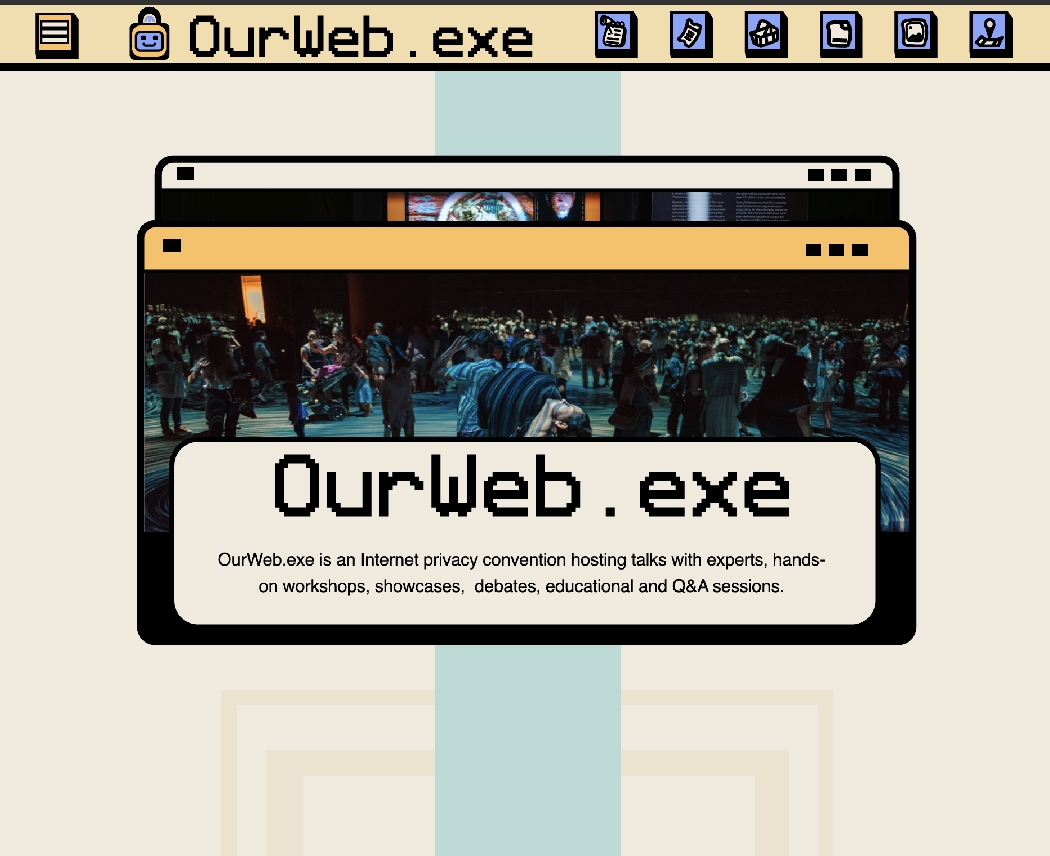 OurWeb.exe
OurWeb.exe
OurWeb.exe is an Internet privacy convention hosting talks with experts, hands-
on workshops, showcases,  debates, educational and Q&A sessions.